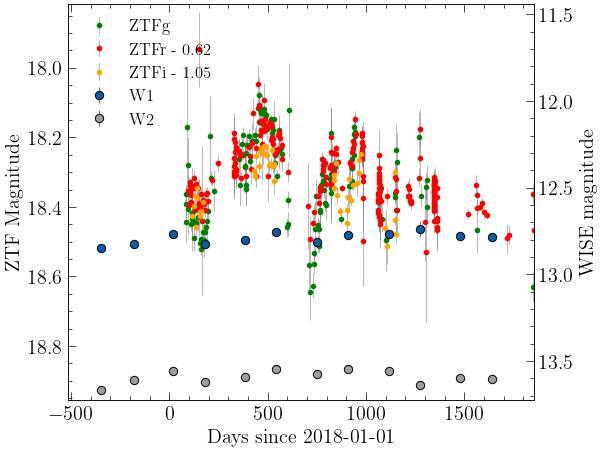 ZTFg
ZTFr - 0.62
ZTFi - 1.05
W1
W2
ZTF Magnitude
18.0
18.2
18.4
18.6
18.8
WISE magnitude
11.5
12.0
12.5
13.0
13.5
−500
0
500
1000
1500
Days since 2018-01-01